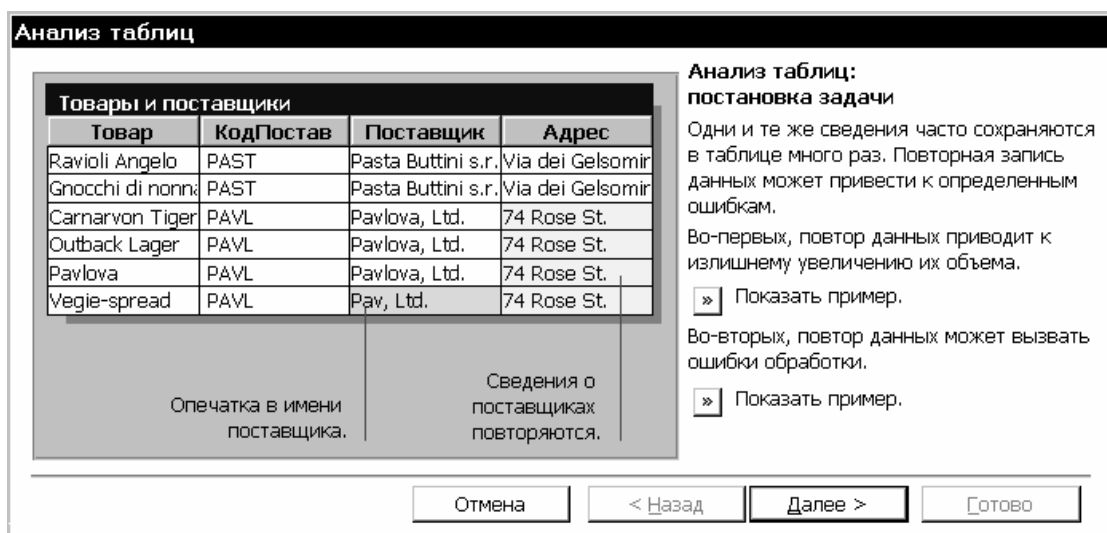 Анализ таблиц
Товары и поставщики
Товар КодПостав Поставщик Адрес
Ravioli Angelo PAST Pasta Buttini s.r. Via dei Gelsomir
Gnocchi di nonna PAST Pasta Buttini s.r. Via dei Gelsomir
Carnarvon Tiger PAVL Pavlova, Ltd. 74 Rose St.
Outback Lager PAVL Pavlova, Ltd. 74 Rose St.
Pavlova PAVL Pavlova, Ltd. 74 Rose St.
Vegie-spread PAVL Pav, Ltd. 74 Rose St.
Опечатка в имени
поставщика.
Сведения о
поставщиках
повторяются.
Анализ таблиц:
постановка задачи
Одни и те же сведения часто сохраняются
в таблице много раз. Повторная запись
данных может привести к определенным
ошибкам.
Во-первых, повтор данных приводит к
излишнему увеличению их объема.
» Показать пример.
Во-вторых, повтор данных может вызвать
ошибки обработки.
» Показать пример.
Отмена < Назад Далее > Готово